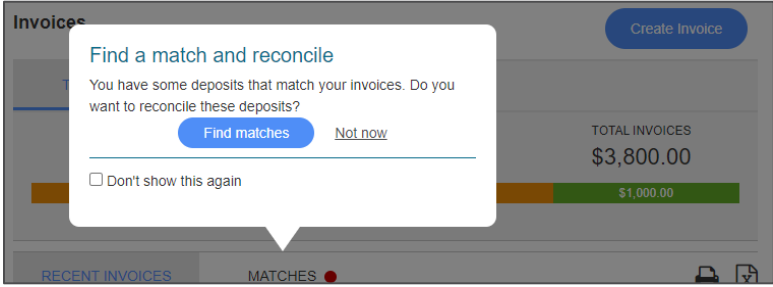 Invoices
Create Invoice
Find a match and reconcile
You have some deposits that match your invoices. Do you
want to reconcile these deposits?
Find matches Not now
Don't show this again
T
TOTAL INVOICES
$3,800.00
$1,000.00
RECENT INVOICES MATCHES